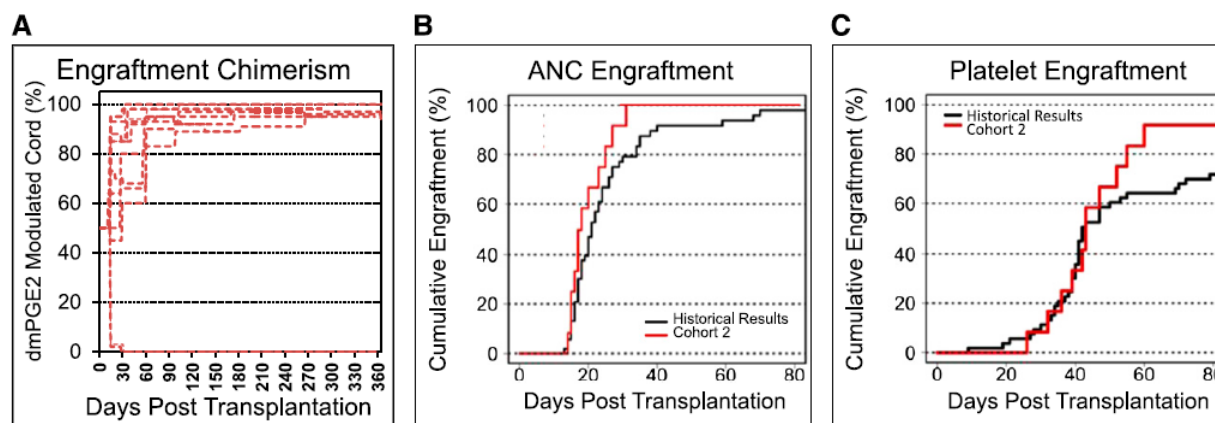 A
Engraftment Chimerism
dmPGE2 Modulated Cord (%)
100
80
60
40
20
0
0 30 60 90 120 150 180 210 240 270 300 330 360
Days Post Transplantation
B
ANC Engraftment
Cumulative Engraftment (%)
100
80
60
40
20
0
Historical Results
Cohort 2
0 20 40 60 80
Days Post Transplantation
C
Platelet Engraftment
Cumulative Engraftment (%)
100
80
60
40
20
0
Historical Results
Cohort 2
0 20 40 60
Days Post Transplantation